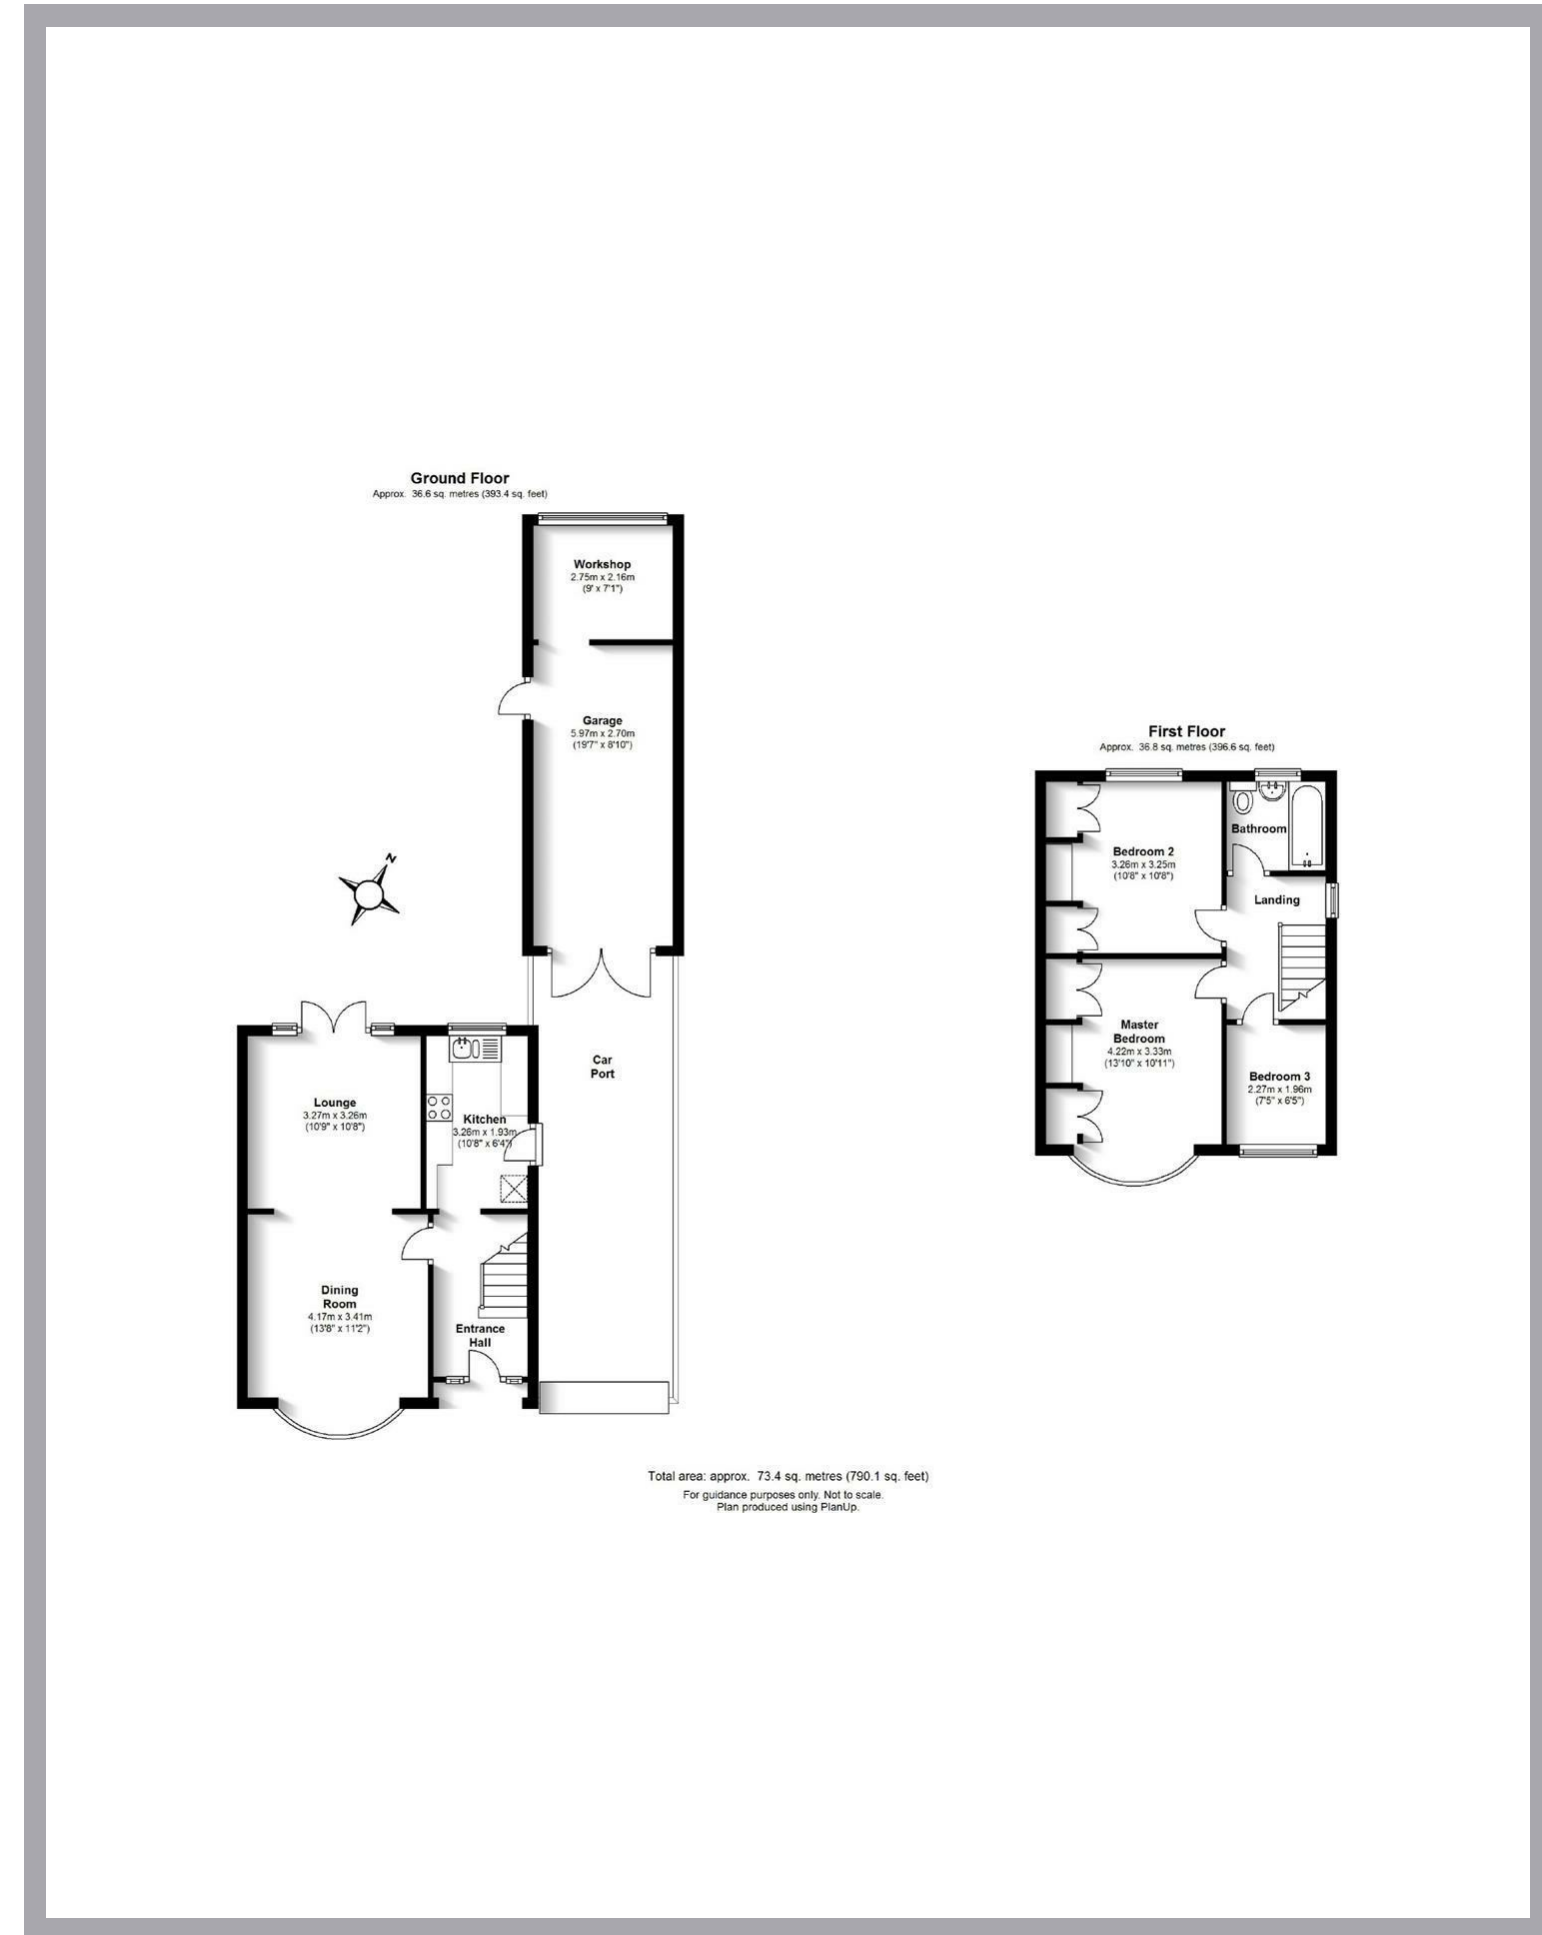 Ground Floor
Approx. 36.6 sq. metres (393.4 sq. feet)
Workshop
2.75m x 2.16m
(9' x 7'1")
Garage
5.97m x 2.70m
(19'7" x 8'10")
N
Car
Port
Lounge
3.27m x 3.26m
(10'9" x 10'8")
Kitchen
3.26m x 1.93m
(10'8" x 6'4")
Dining
Room
4.17m x 3.41m
(13'8" x 11'2")
Entrance
Hall
First Floor
Approx. 36.8 sq. metres (396.6 sq. feet)
Bathroom
Bedroom 2
3.26m x 3.25m
(10'8" x 10'8")
Landing
Master
Bedroom
4.22m x 3.33m
(13'10" x 10'11")
Bedroom 3
2.27m x 1.96m
(7'5" x 6'5")
Total area: approx. 73.4 sq. metres (790.1 sq. feet)
For guidance purposes only. Not to scale.
Plan produced using PlanUp.